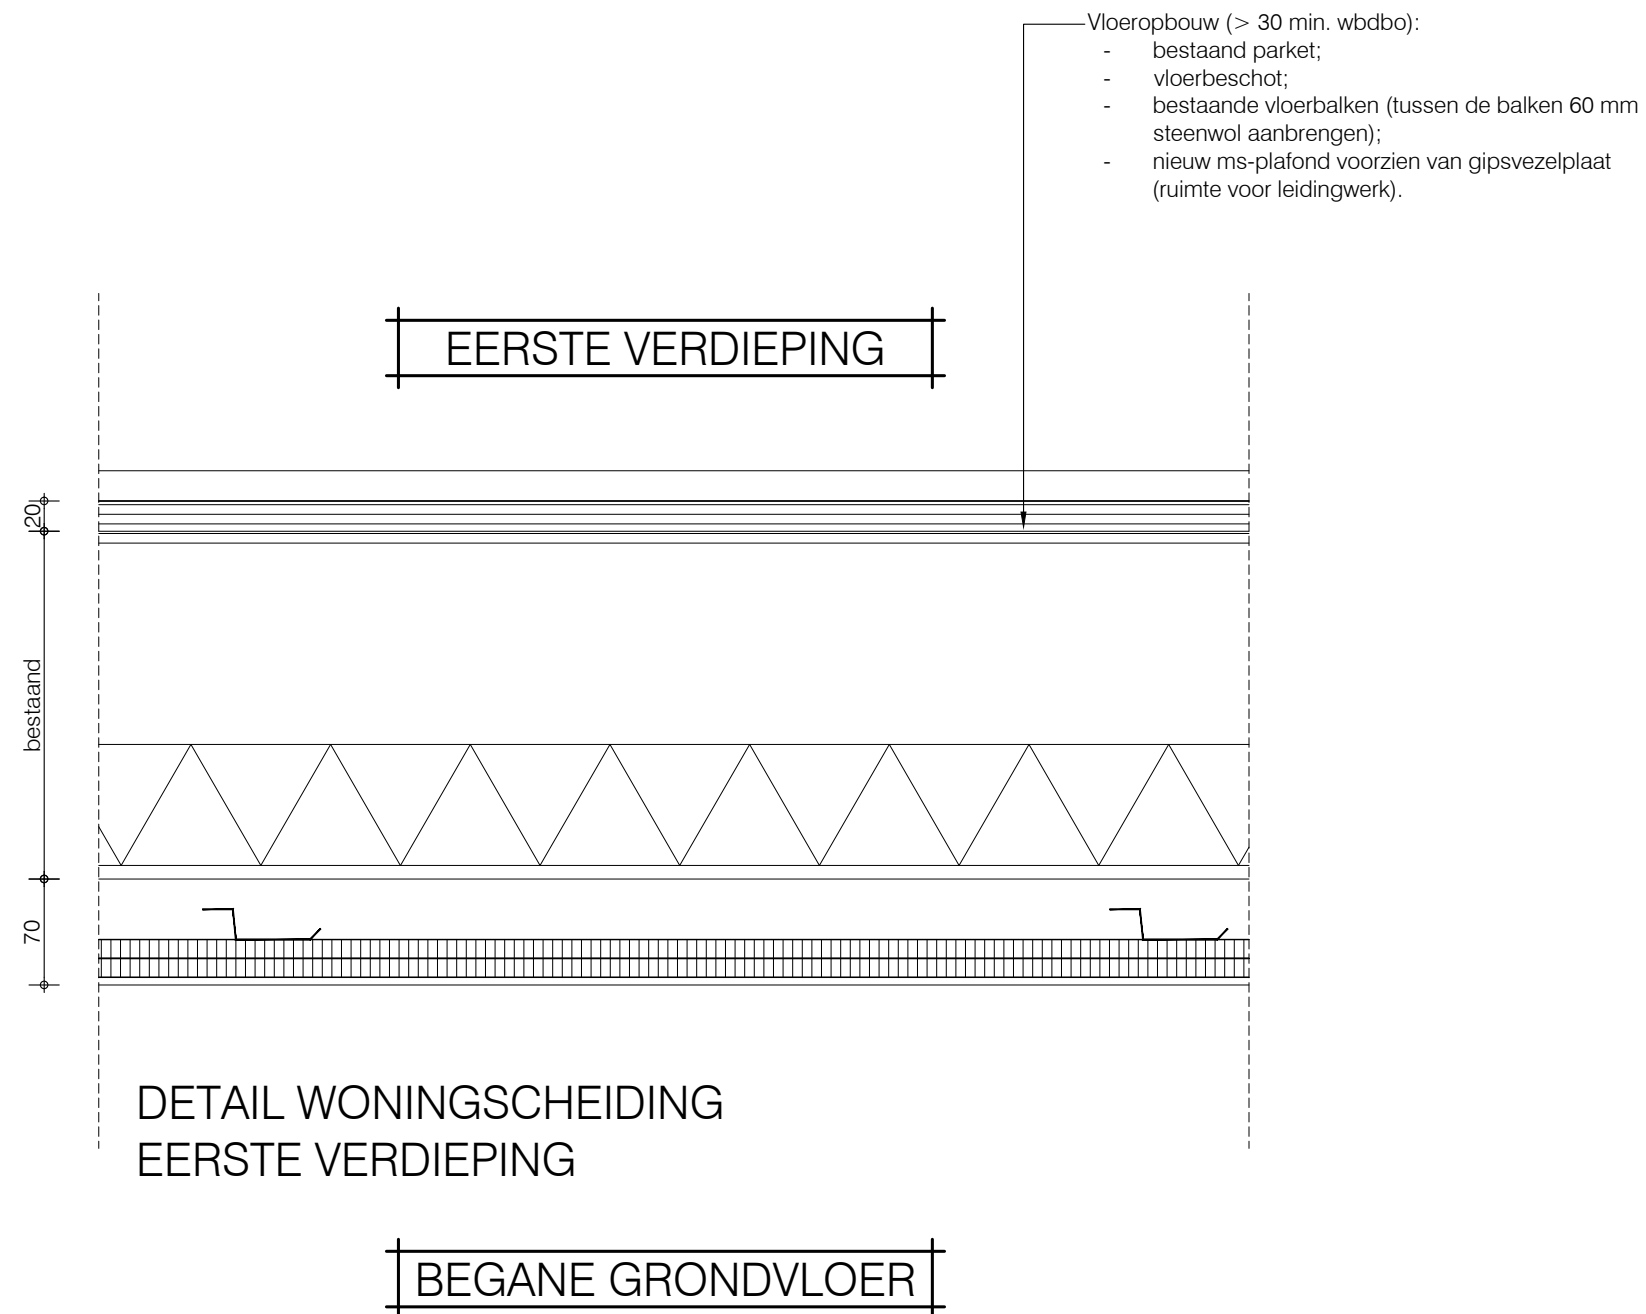 Vloeropbouw (> 30 min. wbdbo):
- bestaand parket;
- vloerbeschot;
- bestaande vloerbalken (tussen de balken 60 mm
steenwol aanbrengen);
- nieuw ms-plafond voorzien van gipsvezelplaat
(ruimte voor leidingwerk).
EERSTE VERDIEPING
20
bestaand
70
DETAIL WONINGSCHEIDING
EERSTE VERDIEPING
BEGANE GRONDVLOER